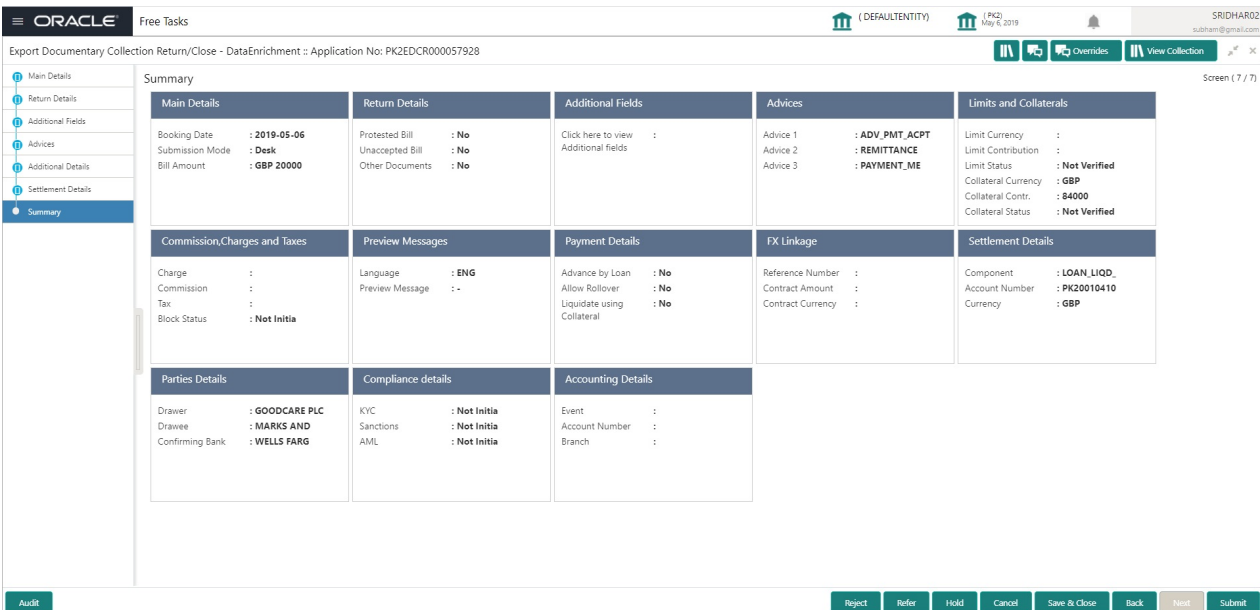 ORACLE Free Tasks ( DEFAULTENTITY) ( PK2) SRIDHAR02
May 6, 2019 subham@gmail.com
Export Documentary Collection Return/Close - DataEnrichment :: Application No: PK2EDCR000057928 Overrides View Collection
Main Details
Return Details
Additional Fields
Advices
Additional Details
Settlement Details
Summary
Summary Screen ( 7 / 7)
Main Details
Booking Date : 2019-05-06
Submission Mode : Desk
Bill Amount : GBP 20000
Return Details
Protested Bill : No
Unaccepted Bill : No
Other Documents : No
Additional Fields
Click here to view :
Additional fields
Advices
Advice 1 : ADV_PMT_ACPT
Advice 2 : REMITTANCE
Advice 3 : PAYMENT_ME
Limits and Collaterals
Limit Currency :
Limit Contribution :
Limit Status : Not Verified
Collateral Currency : GBP
Collateral Contr. : 84000
Collateral Status : Not Verified
Commission,Charges and Taxes
Charge :
Commission :
Tax :
Block Status : Not Initia
Preview Messages
Language : ENG
Preview Message : -
Payment Details
Advance by Loan : No
Allow Rollover : No
Liquidate using : No
Collateral
FX Linkage
Reference Number :
Contract Amount :
Contract Currency :
Settlement Details
Component : LOAN_LIQD_
Account Number : PK20010410
Currency : GBP
Parties Details
Drawer : GOODCARE PLC
Drawee : MARKS AND
Confirming Bank : WELLS FARG
Compliance details
KYC : Not Initia
Sanctions : Not Initia
AML : Not Initia
Accounting Details
Event :
Account Number :
Branch :
Audit Reject Refer Hold Cancel Save & Close Back Next Submit